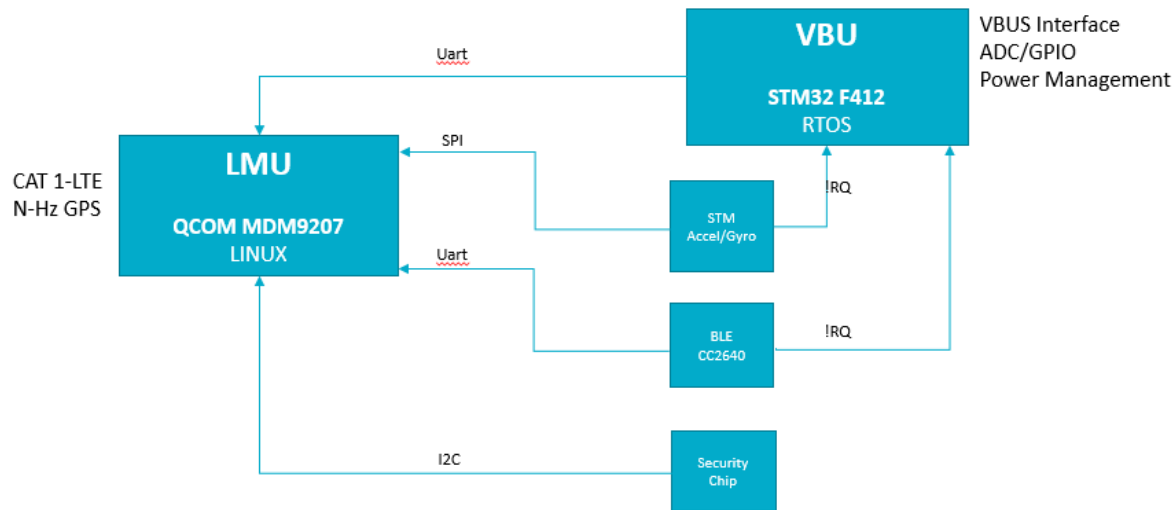 VBU
STM32 F412
RTOS
VBUS Interface
ADC/GPIO
Power Management
Uart
LMU
QCOM MDM9207
LINUX
CAT 1-LTE
N-Hz GPS
SPI
STM
Accel/Gyro
!RQ
Uart
BLE
CC2640
!RQ
I2C
Security
Chip